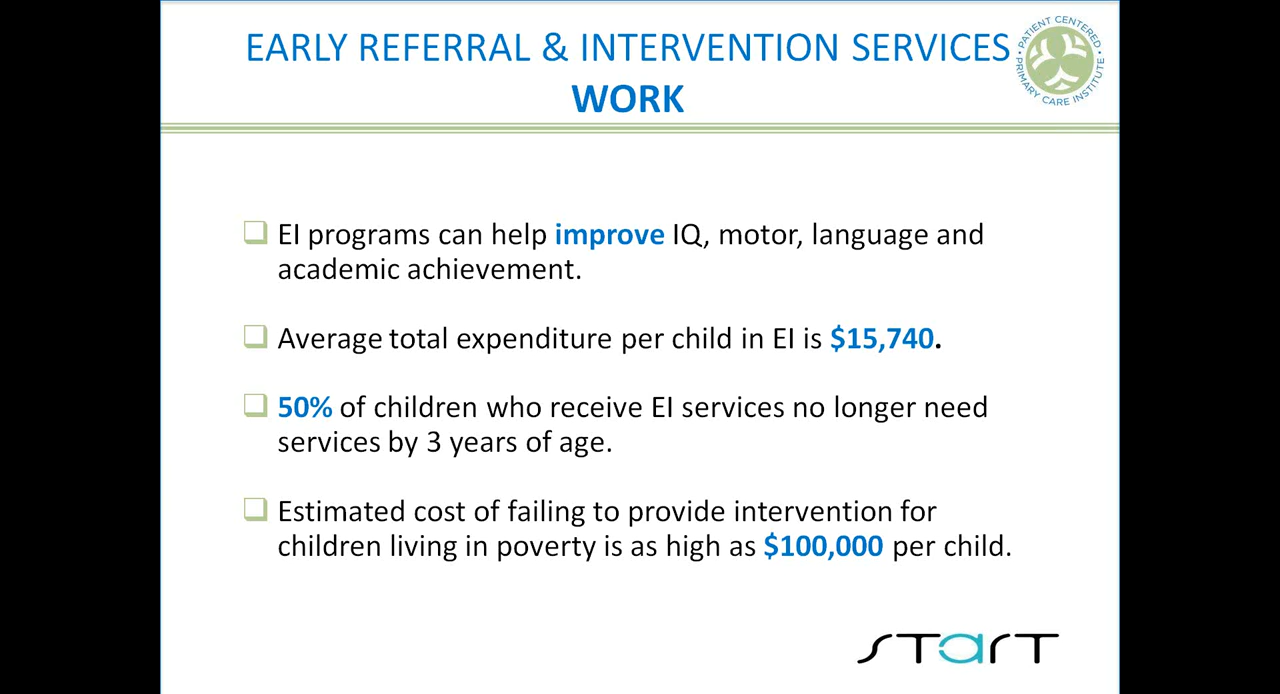 EARLY REFERRAL & INTERVENTION SERVICES
WORK
PATIENT CENTERED
PRIMARY CARE INSTITUTE
EI programs can help improve IQ, motor, language and
academic achievement.
Average total expenditure per child in EI is $15,740.
50% of children who receive EI services no longer need
services by 3 years of age.
Estimated cost of failing to provide intervention for
children living in poverty is as high as $100,000 per child.
START